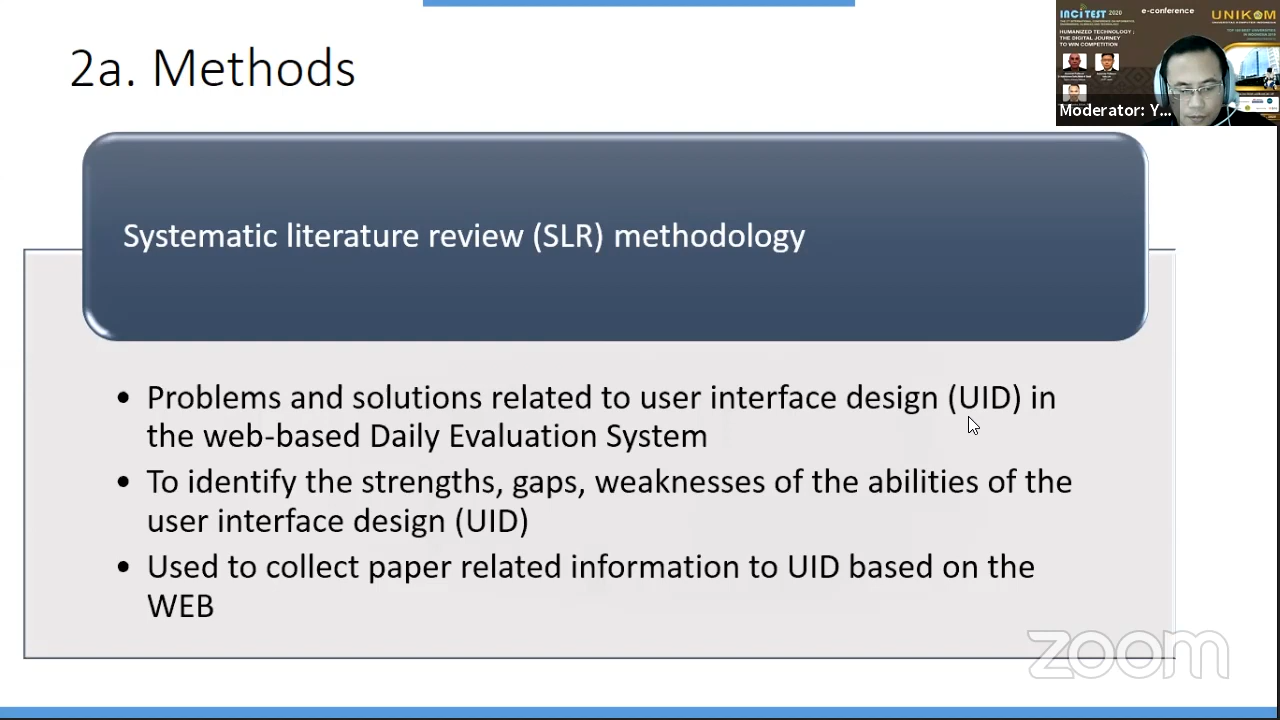 2a. Methods
INCITEST 2020
e-conference
UNIKOM
HUMANIZED TECHNOLOGY :
THE DIGITAL JOURNEY
TO WIN COMPETITION
Moderator: Y...
Systematic literature review (SLR) methodology
• Problems and solutions related to user interface design (UID) in
the web-based Daily Evaluation System
• To identify the strengths, gaps, weaknesses of the abilities of the
user interface design (UID)
• Used to collect paper related information to UID based on the
WEB
zoom